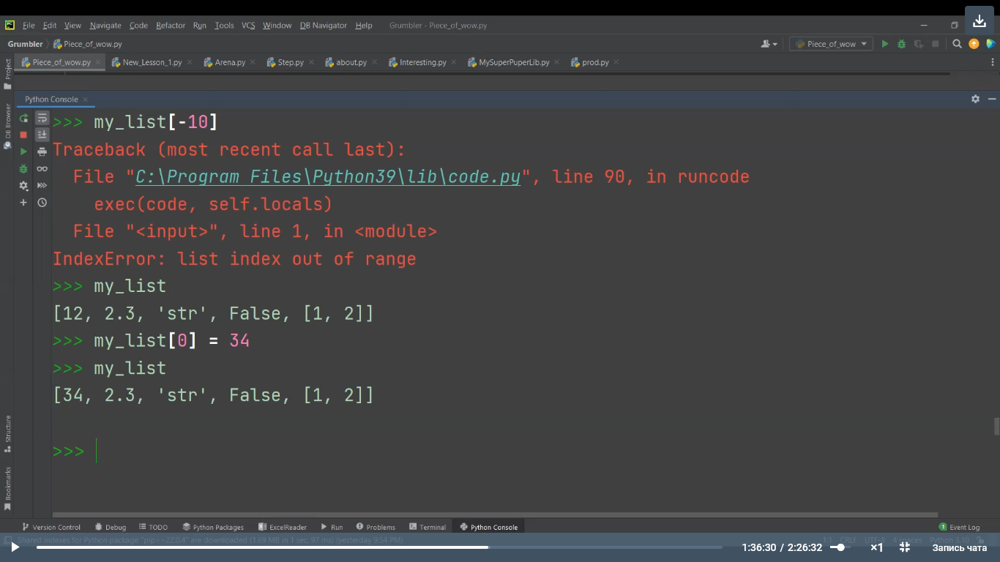 File Edit View Navigate Code Refactor Run Tools VCS Window DB Navigator Help Grumbler - Piece_of_wow.py
Grumbler Piece_of_wow.py Piece_of_wow
Piece_of_wow.py New_Lesson_1.py Arena.py Step.py about.py Interesting.py MySuperPuperLib.py prod.py
Project
DB Browser
Python Console
>>> my_list[-10]
Traceback (most recent call last):
File "C:\Program Files\Python39\lib\code.py", line 90, in runcode
exec(code, self.locals)
File "<input>", line 1, in <module>
IndexError: list index out of range
>>> my_list
[12, 2.3, 'str', False, [1, 2]]
>>> my_list[0] = 34
>>> my_list
[34, 2.3, 'str', False, [1, 2]]
>>>
Structure
Bookmarks
Version Control Debug TODO Python Packages ExcelReader Run Problems Terminal Python Console 1 Event Log
Shared indexes for Python package "pip==22.0.4" are downloaded (1.69 MB in 1 sec, 97 ms) (yesterday 9:54 PM) 1:1 CRLF UTF-8 4 spaces Python 3.10
1:36:30 / 2:26:32 ×1 Запись чата